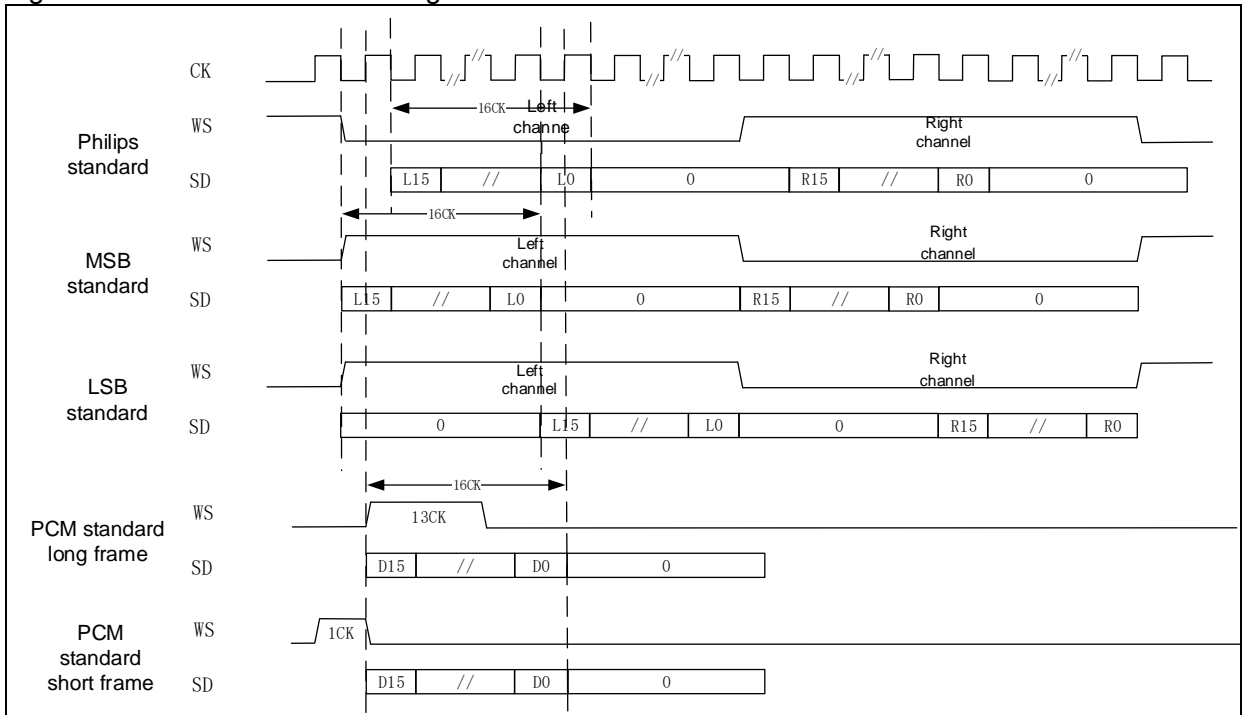 CK
//
//
//
//
//
//
16CK
Philips
standard
WS
Left
channe
Right
channel
SD
L15
//
L0
0
R15
//
R0
0
16CK
MSB
standard
WS
Left
channel
Right
channel
SD
L15
//
L0
0
R15
//
R0
0
LSB
standard
WS
Left
channel
Right
channel
SD
0
L15
//
L0
0
R15
//
R0
16CK
PCM standard
long frame
WS
13CK
SD
D15
//
D0
0
PCM
standard
short frame
WS
1CK
SD
D15
//
D0
0